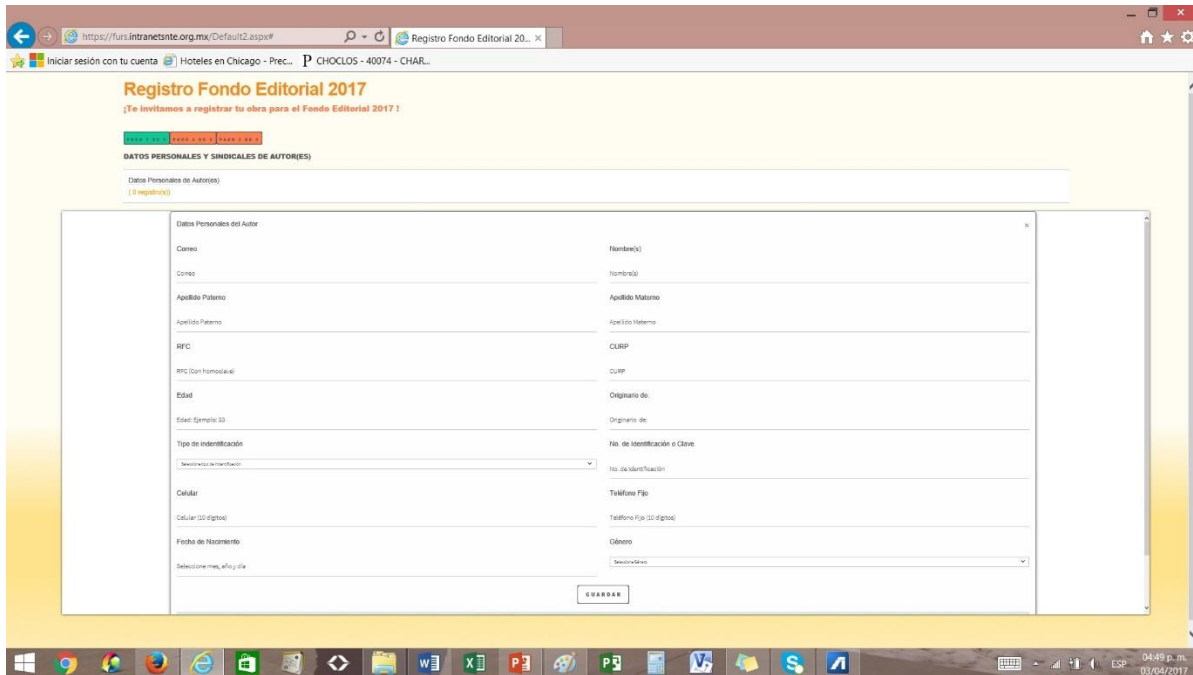 https://furs.intranetsnte.org.mx/Default2.aspx#
Registro Fondo Editorial 20...
Iniciar sesión con tu cuenta
Hoteles en Chicago - Prec...
CHOCLOS - 40074 - CHAR...
Registro Fondo Editorial 2017
¡Te invitamos a registrar tu obra para el Fondo Editorial 2017 !
DATOS PERSONALES Y SINDICALES DE AUTOR(ES)
Datos Personales de Autor(es)
( 0 registro(s))
Datos Personales del Autor
Correo
Nombre(s)
Correo
Nombre(s)
Apellido Paterno
Apellido Materno
Apellido Paterno
Apellido Materno
RFC
CURP
RFC (Con homoclave)
CURP
Edad
Originario de:
Edad: Ejemplo: 33
Originario de:
Tipo de indentificación
No. de Identificación o Clave
No. de Identificación
Celular
Teléfono Fijo
Celular (10 digitos)
Teléfono Fijo (10 digitos)
Fecha de Nacimiento
Género
Seleccione mes, año y día
GUARDAR
ESP
04:49 p. m.
03/04/2017